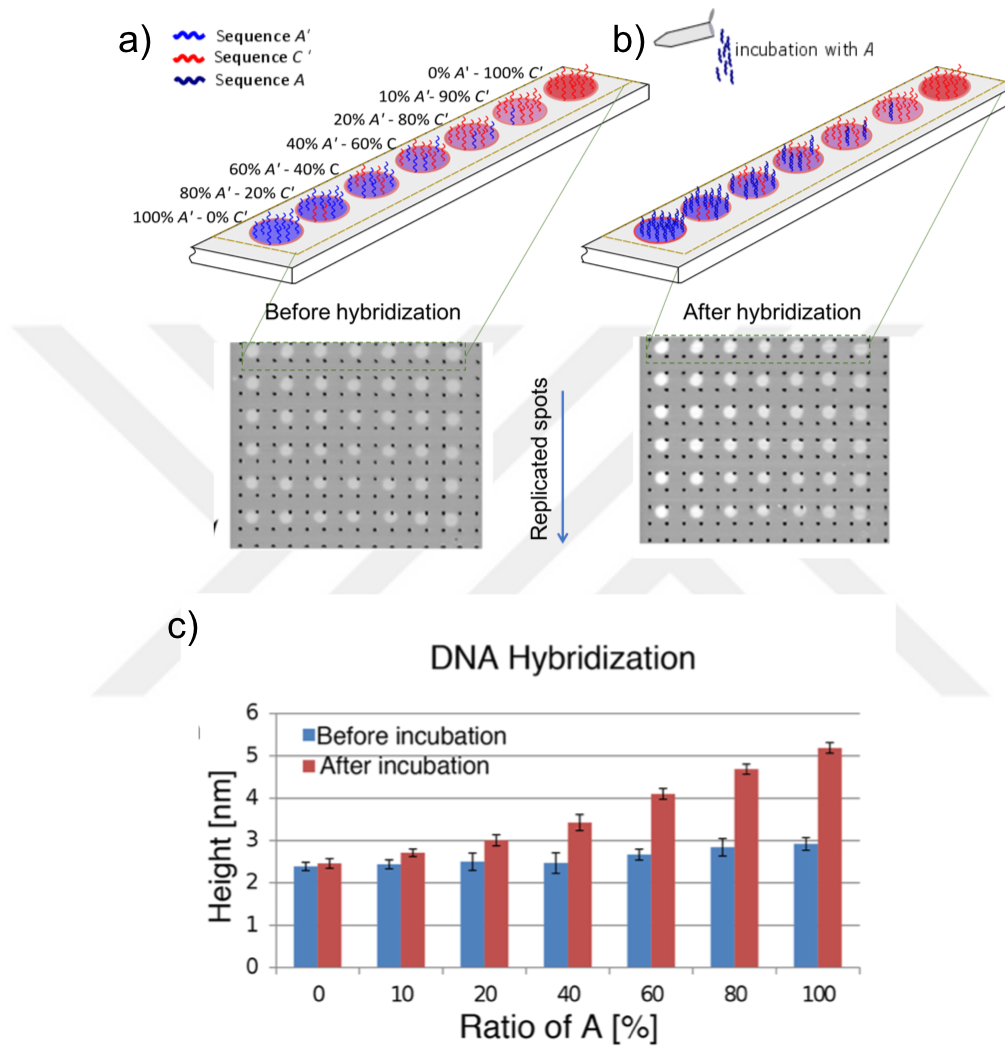 a)
Sequence A'
Sequence C '
Sequence A
0% A' - 100% C'
10% A'- 90% C'
20% A' - 80% C'
40% A' - 60% C
60% A' - 40% C
80% A' - 20% C'
100% A' - 0% C'
b)
incubation with A
Before hybridization
After hybridization
Replicated spots
c)
DNA Hybridization
Height [nm]
6
5
4
3
2
1
0
Before incubation
After incubation
0 10 20 40 60 80 100
Ratio of A [%]